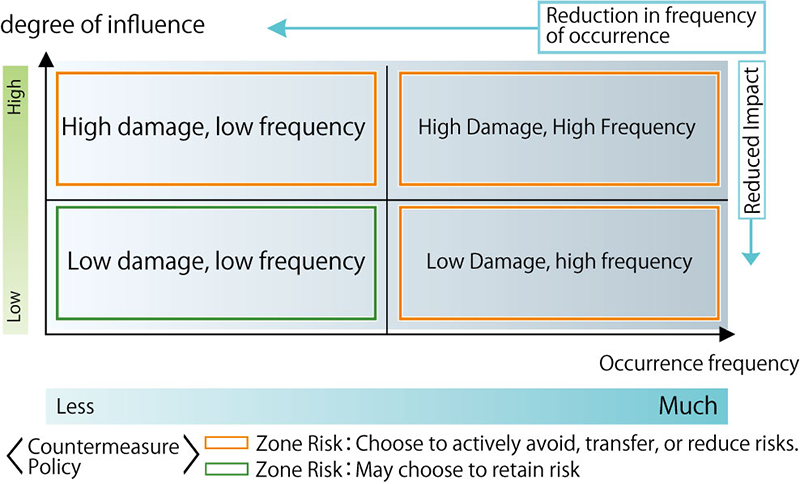 degree of influence
Reduction in frequency
of occurrence
High
Low
High damage, low frequency
High Damage, High Frequency
Reduced Impact
Low damage, low frequency
Low Damage, high frequency
Occurrence frequency
Less
Much
Countermeasure
Policy
Zone Risk: Choose to actively avoid, transfer, or reduce risks.
Zone Risk: May choose to retain risk